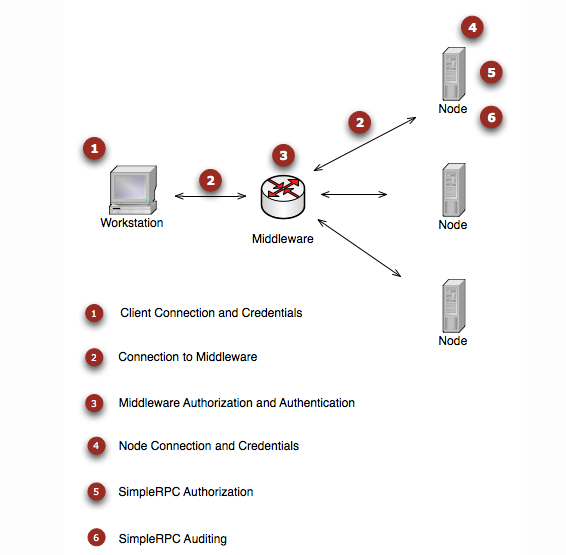 4
5
Node
6
2
3
1
2
Workstation
Middleware
Node
Node
1 Client Connection and Credentials
2 Connection to Middleware
3 Middleware Authorization and Authentication
4 Node Connection and Credentials
5 SimpleRPC Authorization
6 SimpleRPC Auditing